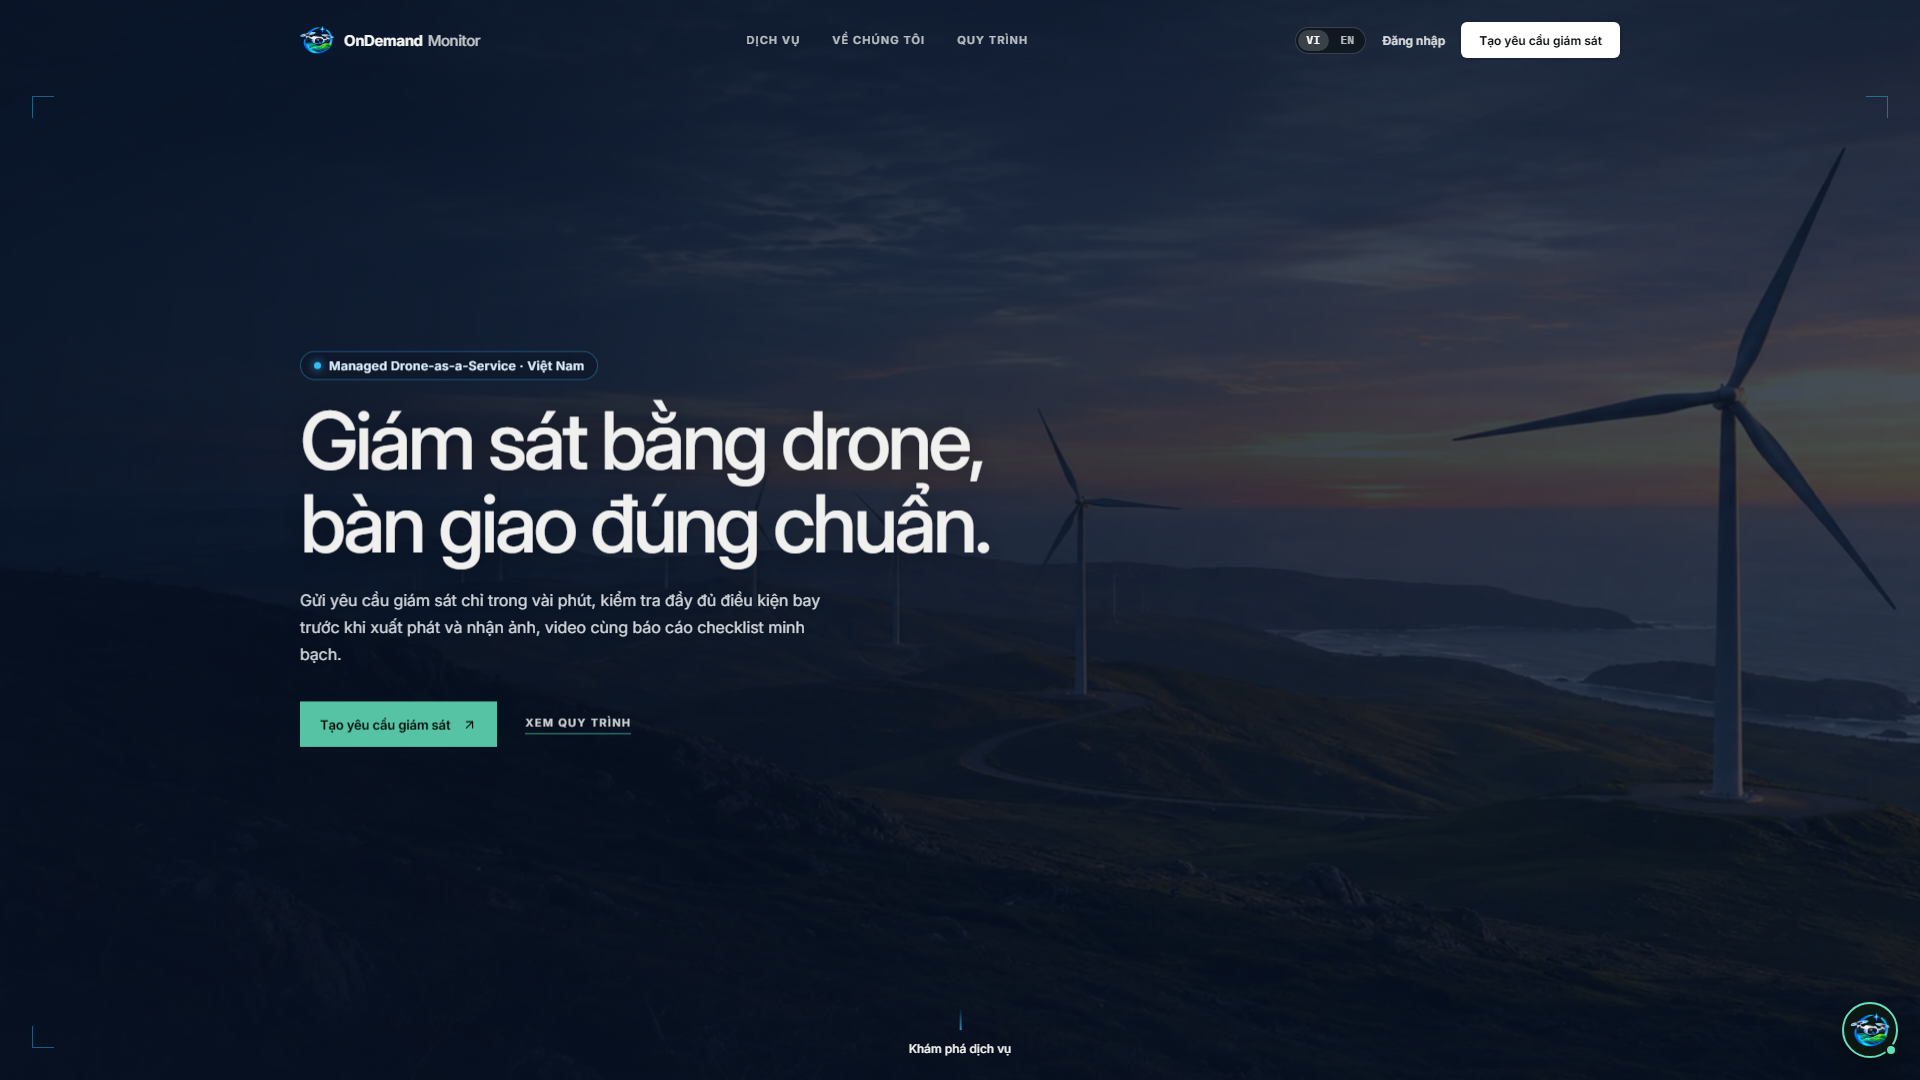 OnDemand Monitor
DỊCH VỤ
VỀ CHÚNG TÔI
QUY TRÌNH
VI
EN
Đăng nhập
Tạo yêu cầu giám sát
Managed Drone-as-a-Service · Việt Nam
Giám sát bằng drone,
bàn giao đúng chuẩn.
Gửi yêu cầu giám sát chỉ trong vài phút, kiểm tra đầy đủ điều kiện bay
trước khi xuất phát và nhận ảnh, video cùng báo cáo checklist minh
bạch.
Tạo yêu cầu giám sát
XEM QUY TRÌNH
Khám phá dịch vụ